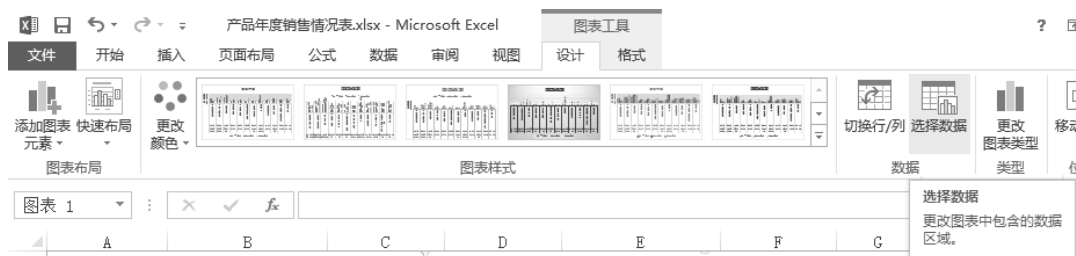 产品年度销售情况表.xlsx - Microsoft Excel
图表工具
?
文件 开始 插入 页面布局 公式 数据 审阅 视图 设计 格式
添加图表元素 快速布局 更改颜色 切换行/列 选择数据 更改图表类型
图表布局 图表样式 数据 类型
图表 1 fx
选择数据
更改图表中包含的数据
区域。
A B C D E F G